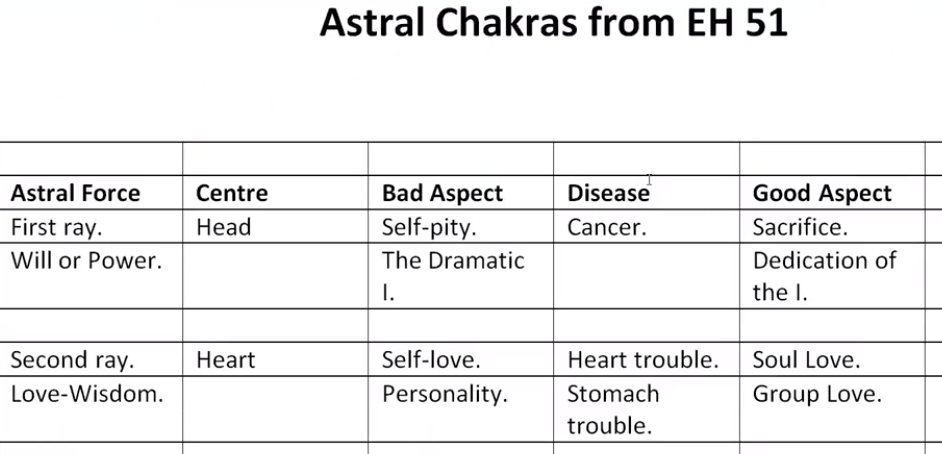 Astral Chakras from EH 51
Astral Force Centre Bad Aspect Disease Good Aspect
First ray. Head Self-pity. Cancer. Sacrifice.
Will or Power. The Dramatic Dedication of
I. the I.
Second ray. Heart Self-love. Heart trouble. Soul Love.
Love-Wisdom. Personality. Stomach Group Love.
trouble.